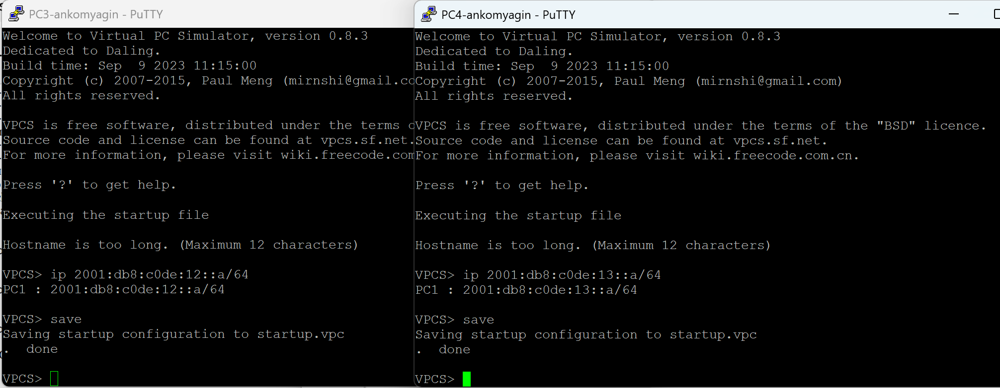 PC3-ankomyagin - PuTTY
Welcome to Virtual PC Simulator, version 0.8.3
Dedicated to Daling.
Build time: Sep  9 2023 11:15:00
Copyright (c) 2007-2015, Paul Meng (mirnshi@gmail.co
All rights reserved.

VPCS is free software, distributed under the terms o
Source code and license can be found at vpcs.sf.net.
For more information, please visit wiki.freecode.com

Press '?' to get help.

Executing the startup file

Hostname is too long. (Maximum 12 characters)

VPCS> ip 2001:db8:c0de:12::a/64
PC1 : 2001:db8:c0de:12::a/64

VPCS> save
Saving startup configuration to startup.vpc
.  done

VPCS>
PC4-ankomyagin - PuTTY
Welcome to Virtual PC Simulator, version 0.8.3
Dedicated to Daling.
Build time: Sep  9 2023 11:15:00
Copyright (c) 2007-2015, Paul Meng (mirnshi@gmail.com)
All rights reserved.

VPCS is free software, distributed under the terms of the "BSD" licence.
Source code and license can be found at vpcs.sf.net.
For more information, please visit wiki.freecode.com.cn.

Press '?' to get help.

Executing the startup file

Hostname is too long. (Maximum 12 characters)

VPCS> ip 2001:db8:c0de:13::a/64
PC1 : 2001:db8:c0de:13::a/64

VPCS> save
Saving startup configuration to startup.vpc
.  done

VPCS>